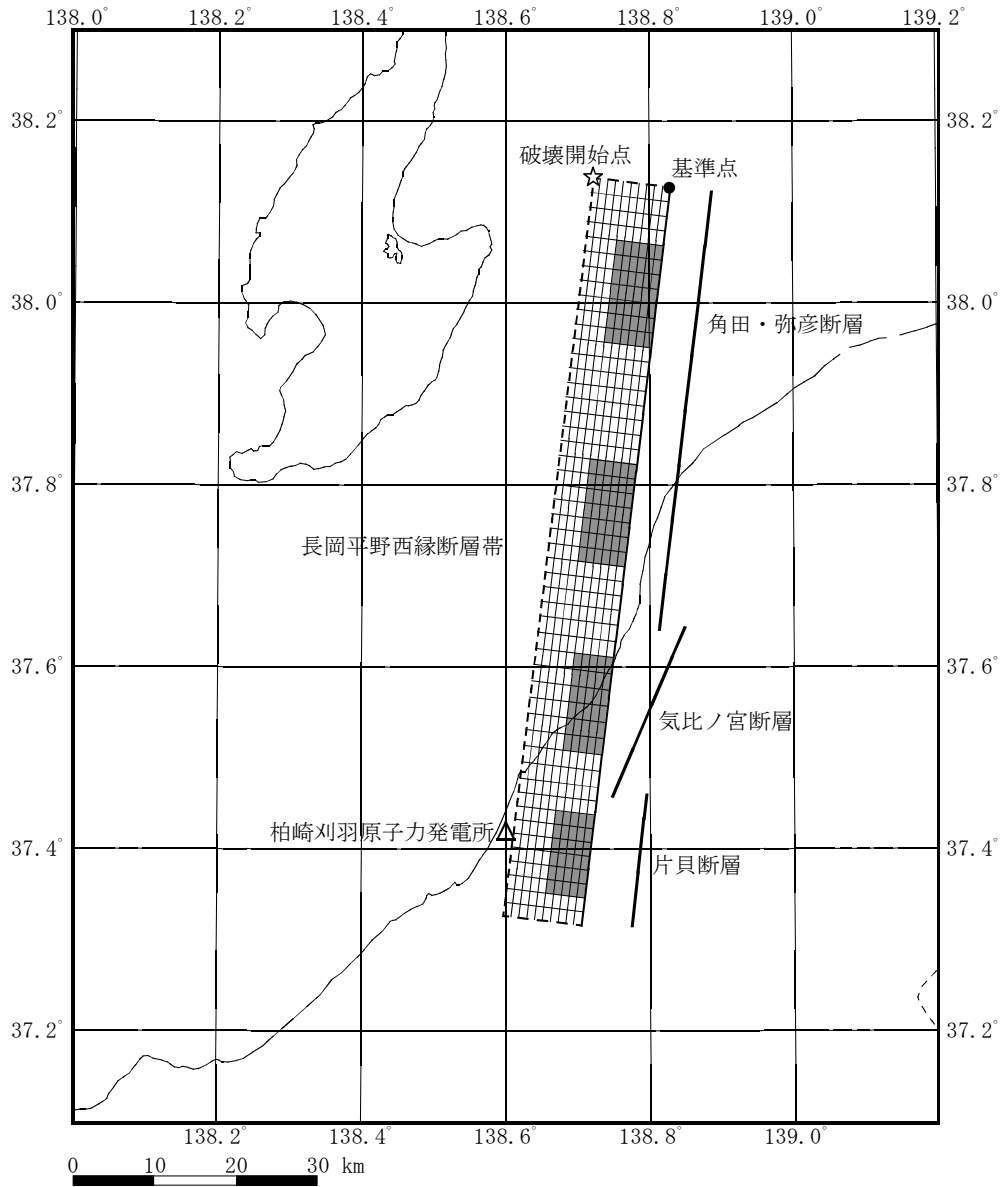 138.0° 138.2° 138.4° 138.6° 138.8° 139.0° 139.2°
38.2° 38.2°
破壊開始点
基準点
38.0° 38.0°
角田・弥彦断層
37.8° 37.8°
長岡平野西縁断層帯
37.6° 37.6°
気比ノ宮断層
柏崎刈羽原子力発電所
37.4° 37.4°
片貝断層
37.2° 37.2°
138.2° 138.4° 138.6° 138.8° 139.0°
0 10 20 30 km